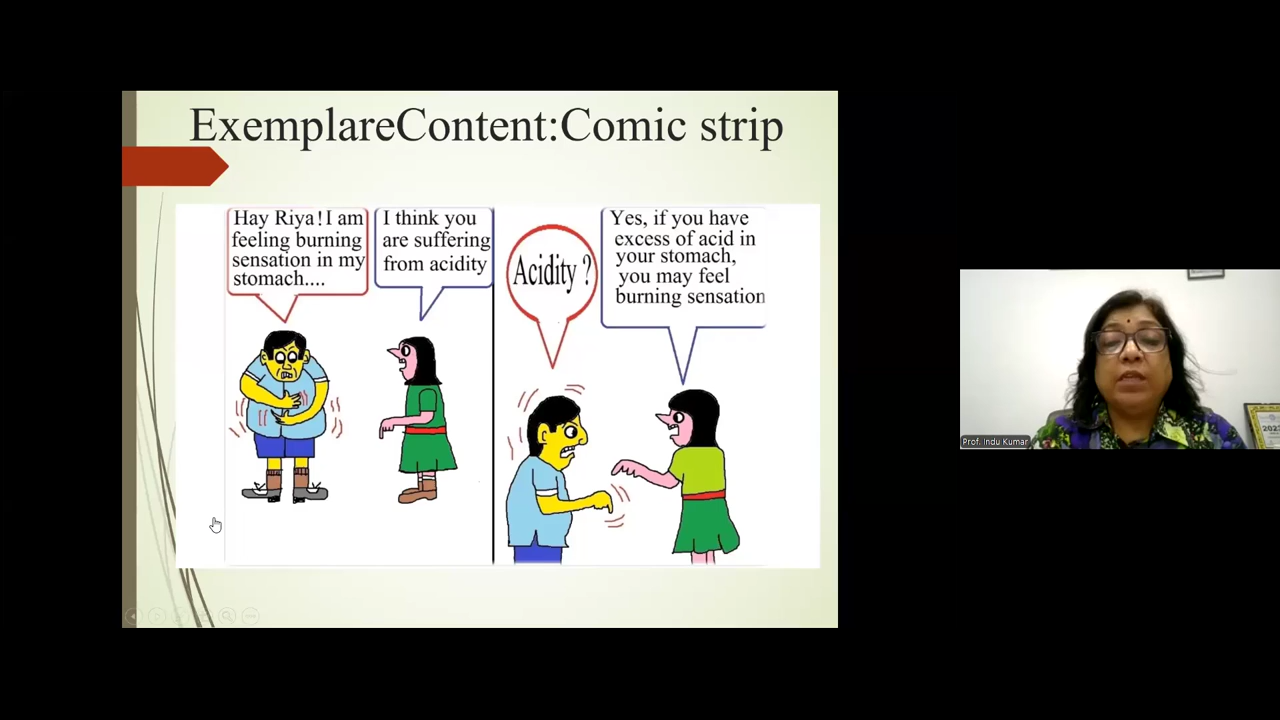 ExemplareContent:Comic strip
Hay Riya! I am
feeling burning
sensation in my
stomach....
I think you
are suffering
from acidity
Acidity ?
Yes, if you have
excess of acid in
your stomach,
you may feel
burning sensation
Prof. Indu Kumar